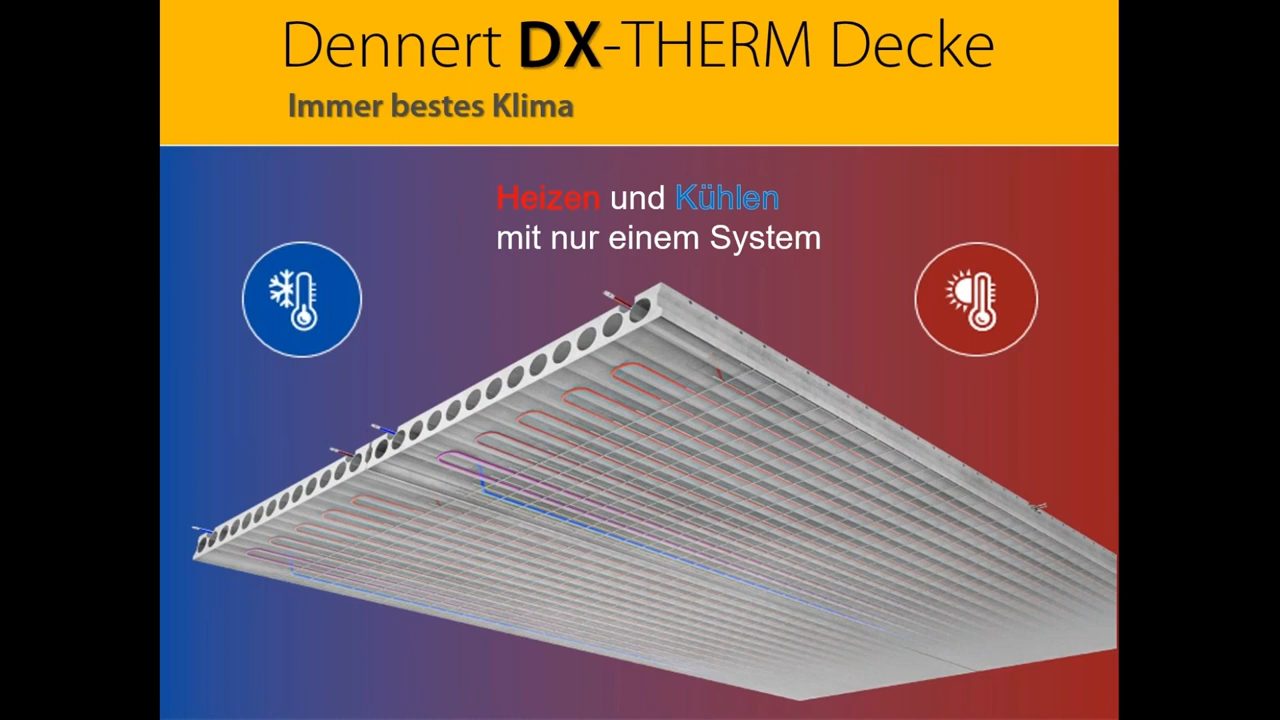 Dennert DX-THERM Decke
Immer bestes Klima
Heizen und Kühlen
mit nur einem System